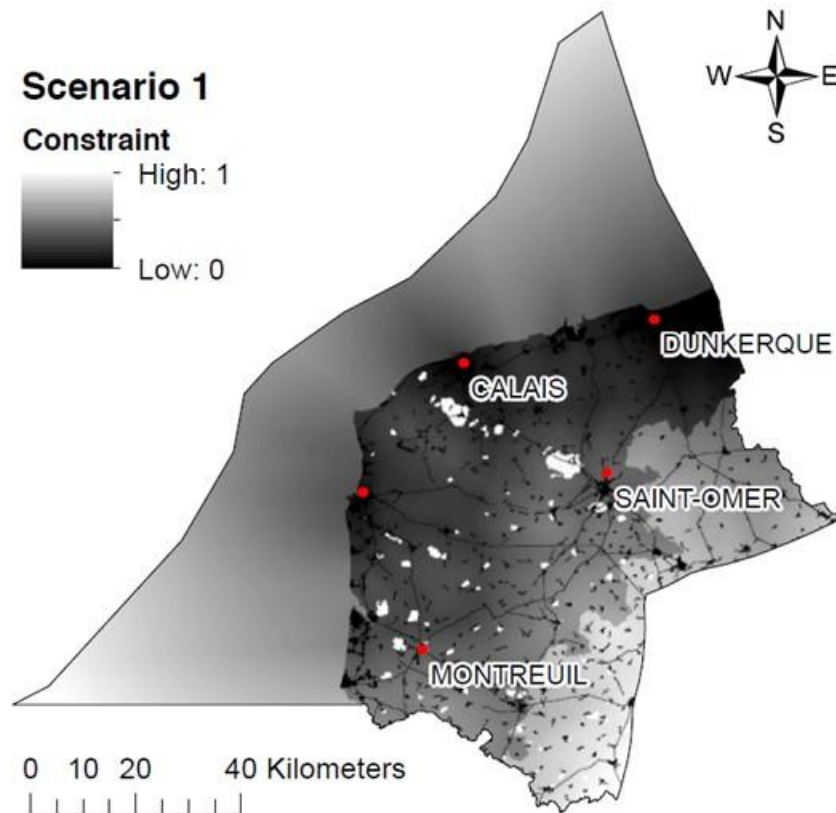 N
W E
S
Scenario 1
Constraint
High: 1
Low: 0
DUNKERQUE
CALAIS
SAINT-OMER
MONTREUIL
0 10 20 40 Kilometers